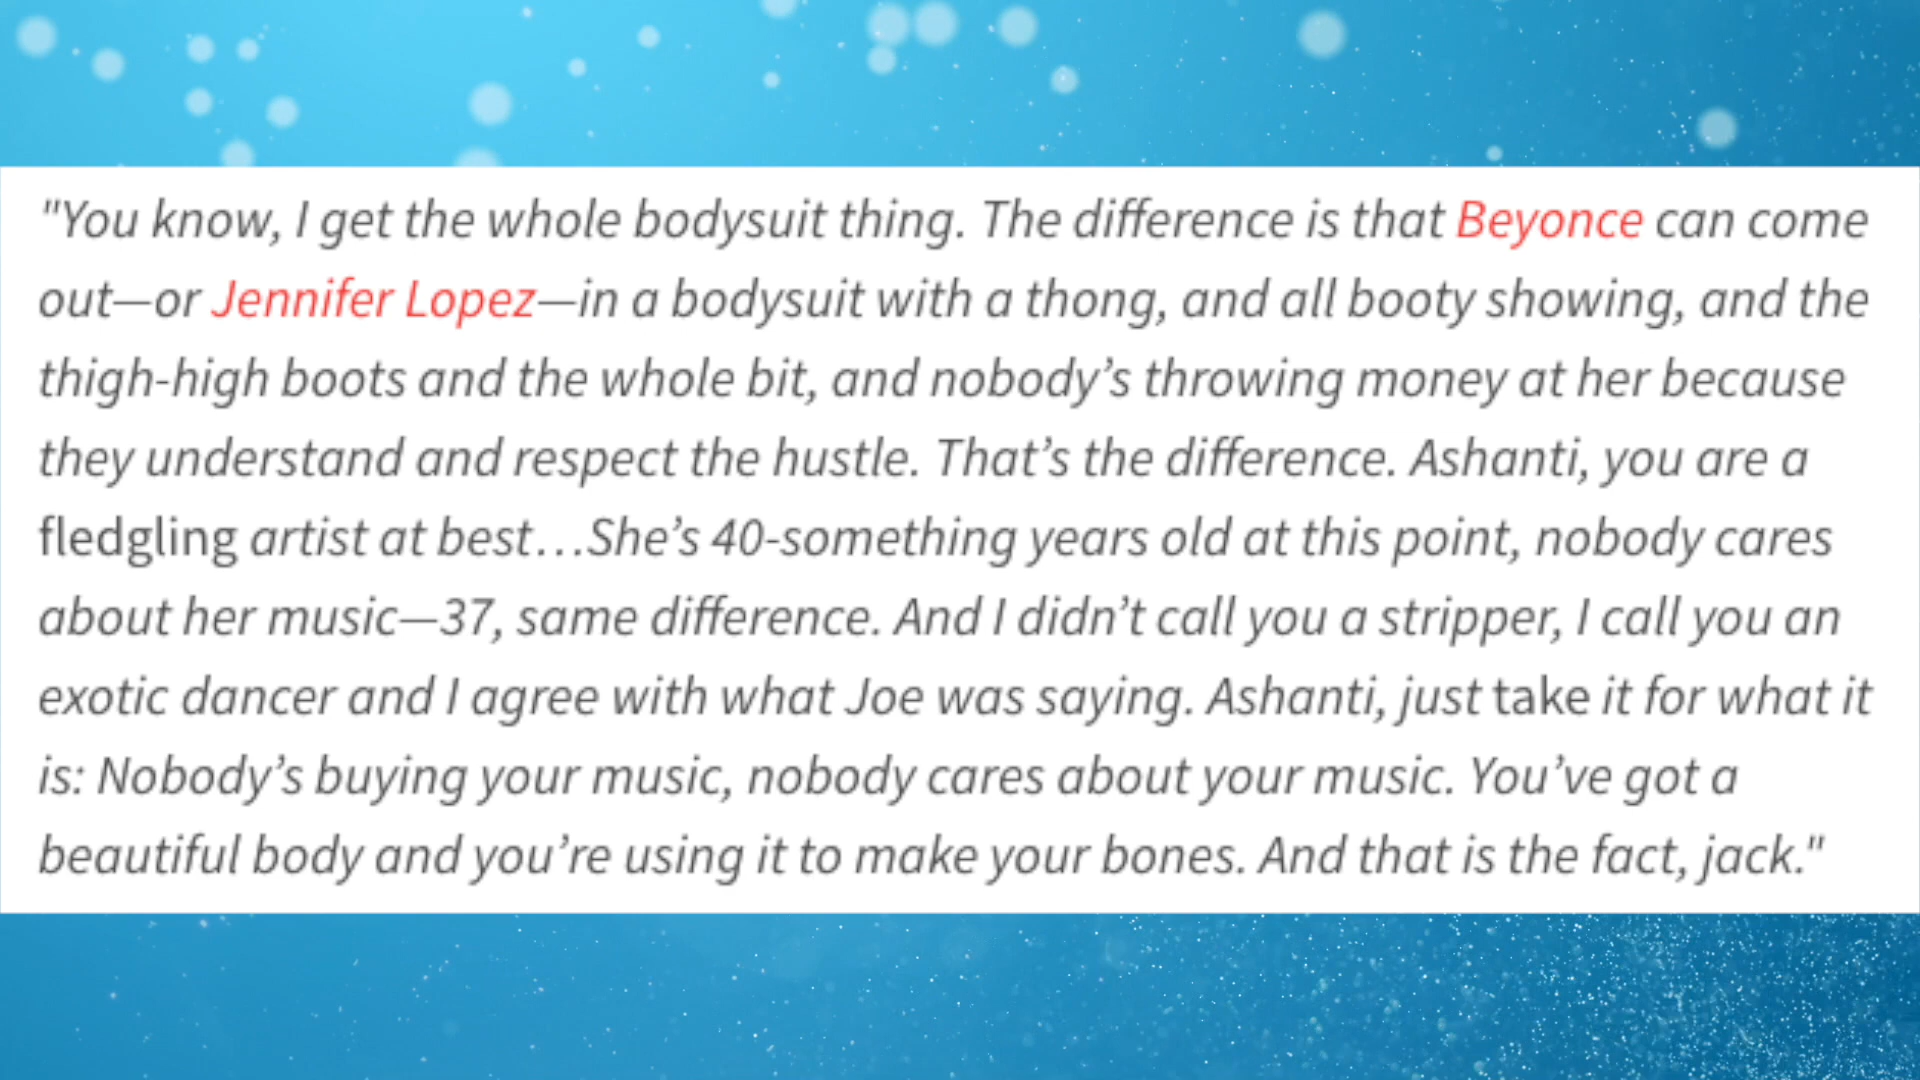 "You know, I get the whole bodysuit thing. The difference is that Beyonce can come
out—or Jennifer Lopez—in a bodysuit with a thong, and all booty showing, and the
thigh-high boots and the whole bit, and nobody’s throwing money at her because
they understand and respect the hustle. That’s the difference. Ashanti, you are a
fledgling artist at best…She’s 40-something years old at this point, nobody cares
about her music—37, same difference. And I didn’t call you a stripper, I call you an
exotic dancer and I agree with what Joe was saying. Ashanti, just take it for what it
is: Nobody’s buying your music, nobody cares about your music. You’ve got a
beautiful body and you’re using it to make your bones. And that is the fact, jack."